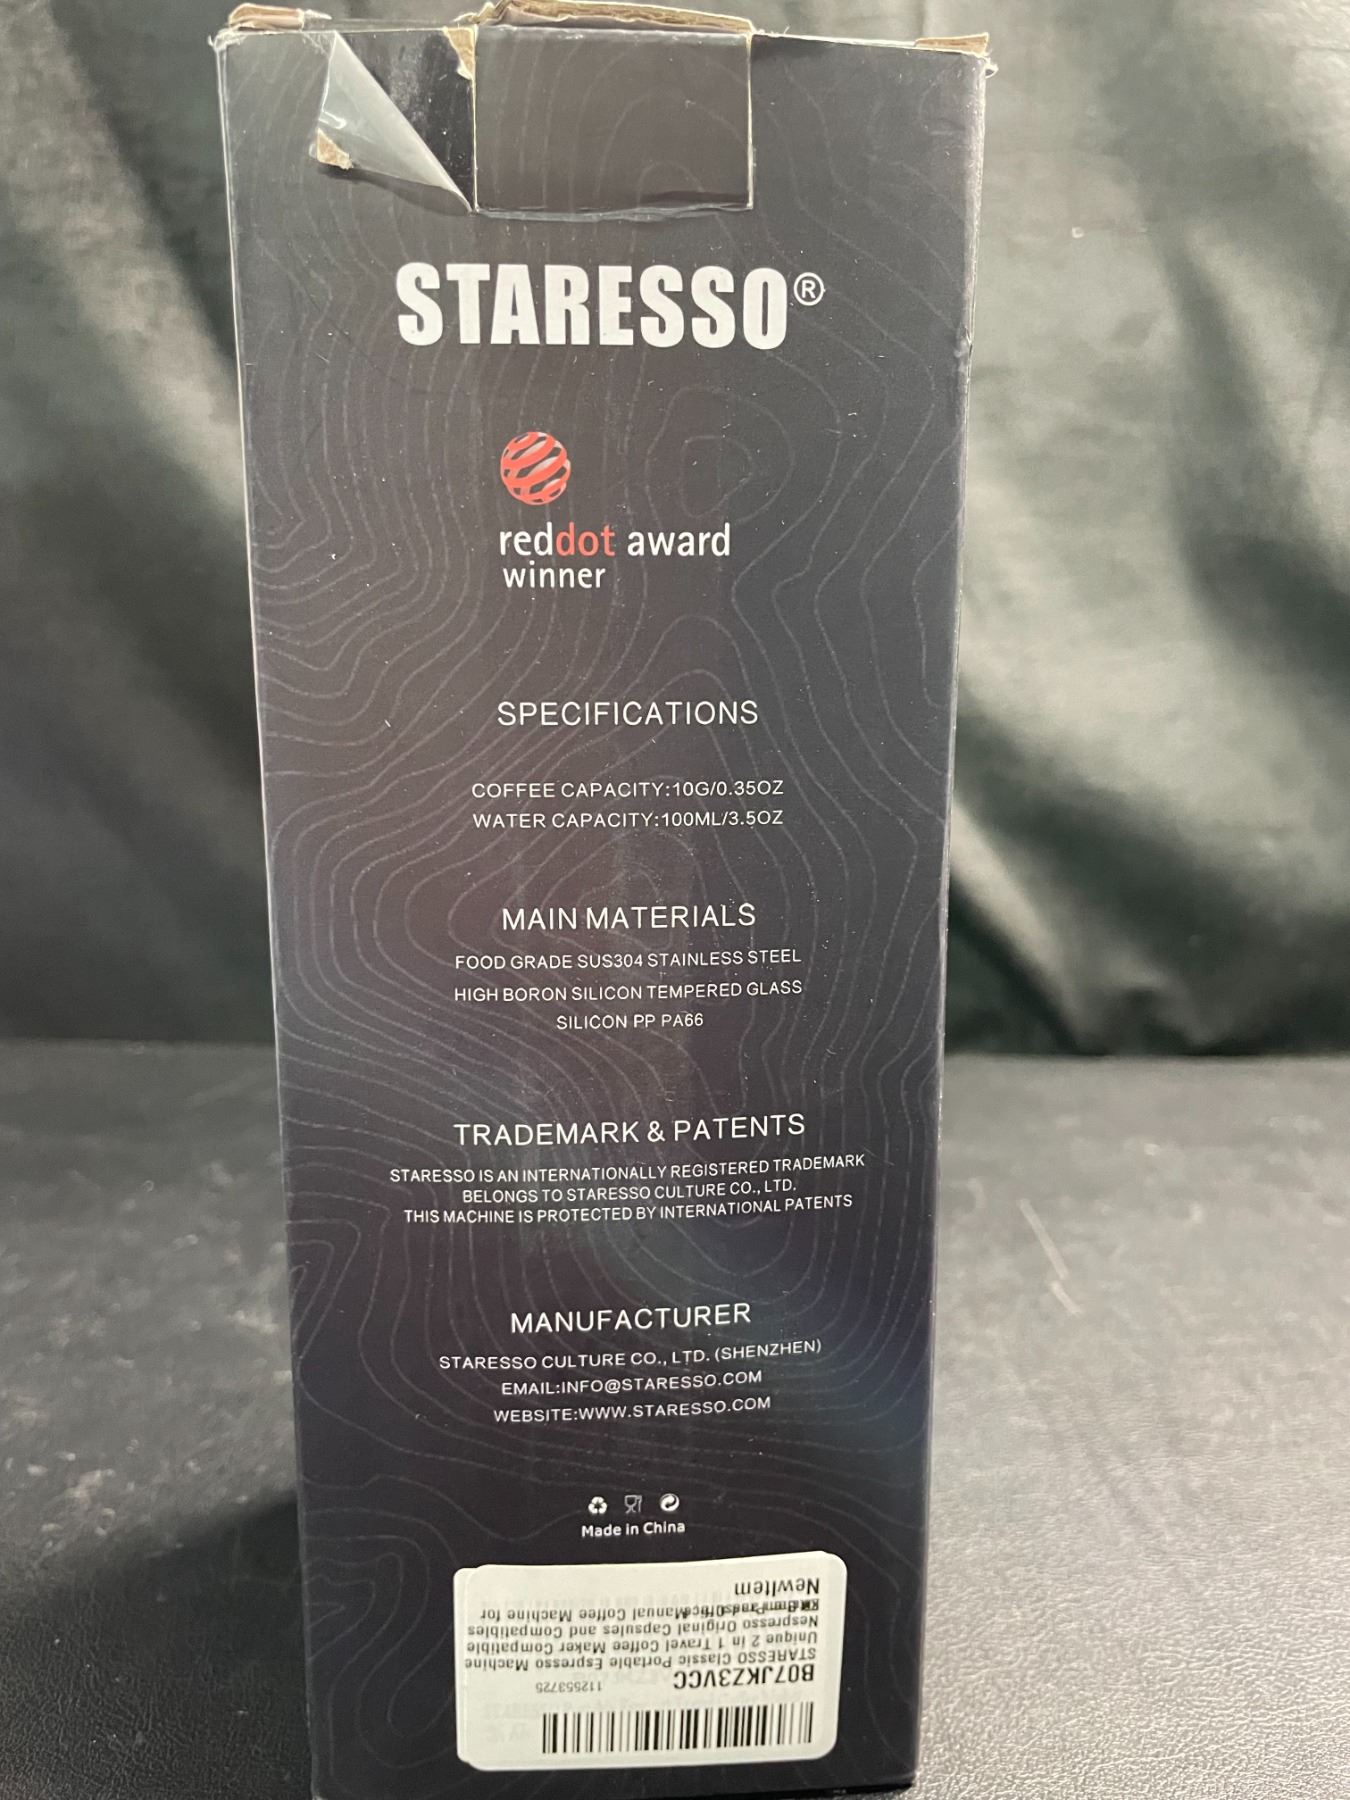 STARESSO®
reddot award
winner
SPECIFICATIONS
COFFEE CAPACITY:10G/0.35OZ
WATER CAPACITY:100ML/3.5OZ
MAIN MATERIALS
FOOD GRADE SUS304 STAINLESS STEEL
HIGH BORON SILICON TEMPERED GLASS
SILICON PP PA66
TRADEMARK & PATENTS
STARESSO IS AN INTERNATIONALLY REGISTERED TRADEMARK
BELONGS TO STARESSO CULTURE CO., LTD.
THIS MACHINE IS PROTECTED BY INTERNATIONAL PATENTS
MANUFACTURER
STARESSO CULTURE CO., LTD. (SHENZHEN)
EMAIL:INFO@STARESSO.COM
WEBSITE:WWW.STARESSO.COM
Made in China
B07JKZ3VCC 112553725
STARESSO Classic Portable Espresso Machine
Unique 2 in 1 Travel Coffee Maker Compatible
Nespresso Original Capsules and Compatibles
Manual Coffee Machine for
NewItem